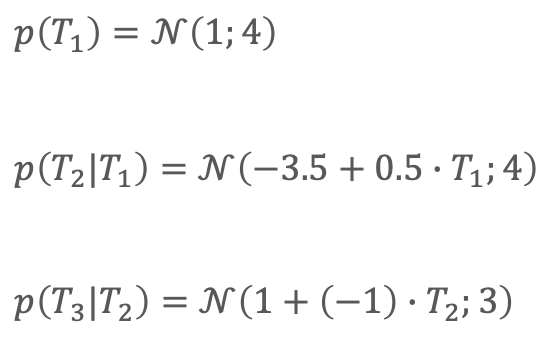 p(T₁) = 𝒩(1; 4)
p(T₂|T₁) = 𝒩(−3.5 + 0.5 · T₁; 4)
p(T₃|T₂) = 𝒩(1 + (−1) · T₂; 3)